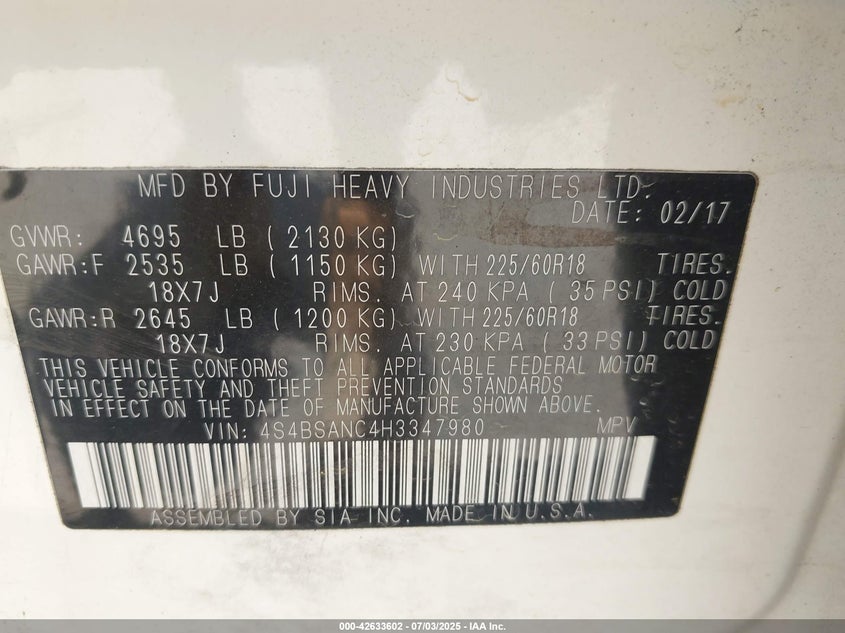 MFD BY FUJI HEAVY INDUSTRIES LTD.
DATE: 02/17
GVWR: 4695 LB ( 2130 KG)
GAWR:F 2535 LB ( 1150 KG) WITH 225/60R18 TIRES.
18X7J RIMS. AT 240 KPA ( 35 PSI) COLD
GAWR:R 2645 LB ( 1200 KG) WITH 225/60R18 TIRES.
18X7J RIMS. AT 230 KPA ( 33 PSI) COLD
THIS VEHICLE CONFORMS TO ALL APPLICABLE FEDERAL MOTOR
VEHICLE SAFETY AND THEFT PREVENTION STANDARDS
IN EFFECT ON THE DATE OF MANUFACTURE SHOWN ABOVE.
VIN: 4S4BSANC4H3347980 MPV
ASSEMBLED BY SIA INC. MADE IN U.S.A.
000-42633602 - 07/03/2025 - IAA Inc.